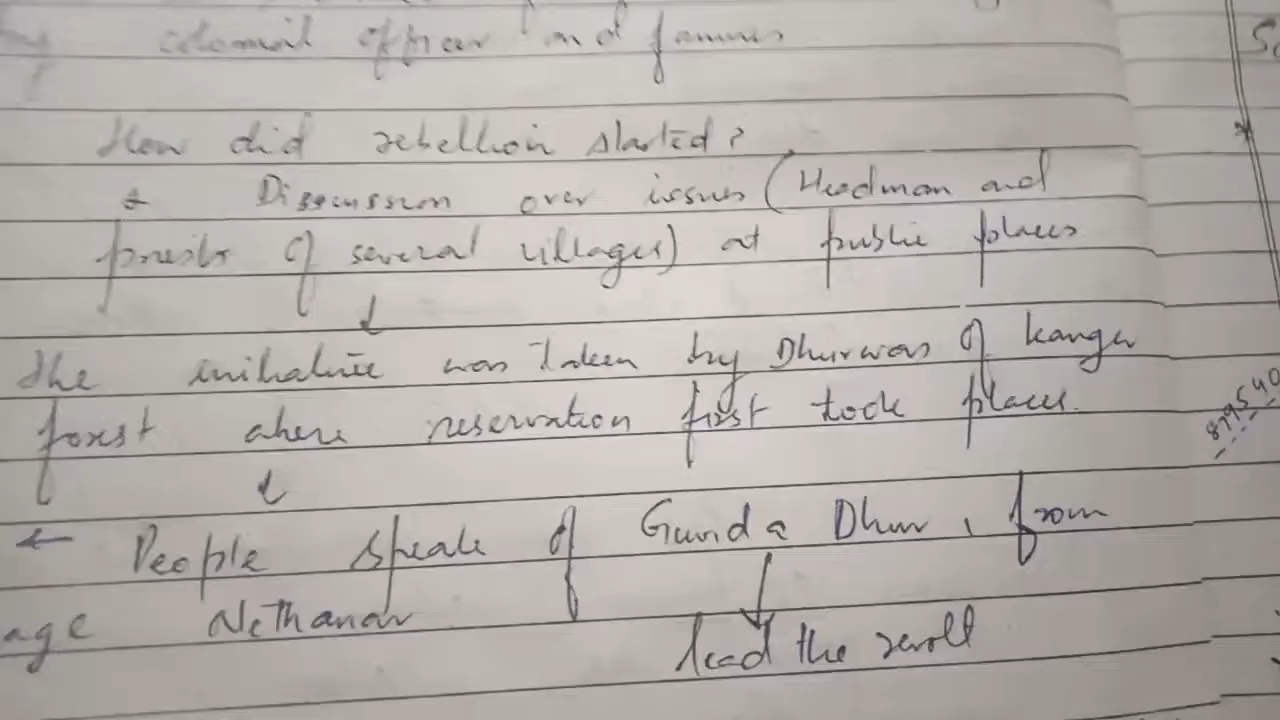 colonial officer and famines
How did rebellion started?
Discussion over issues (Headman and
priests of several villages) at public places
↓
The initiative was taken by Dhurwas of Kanger
forest where reservation first took places.
↓
← People speak of Gunda Dhur, from
age Nethanar
lead the revolt